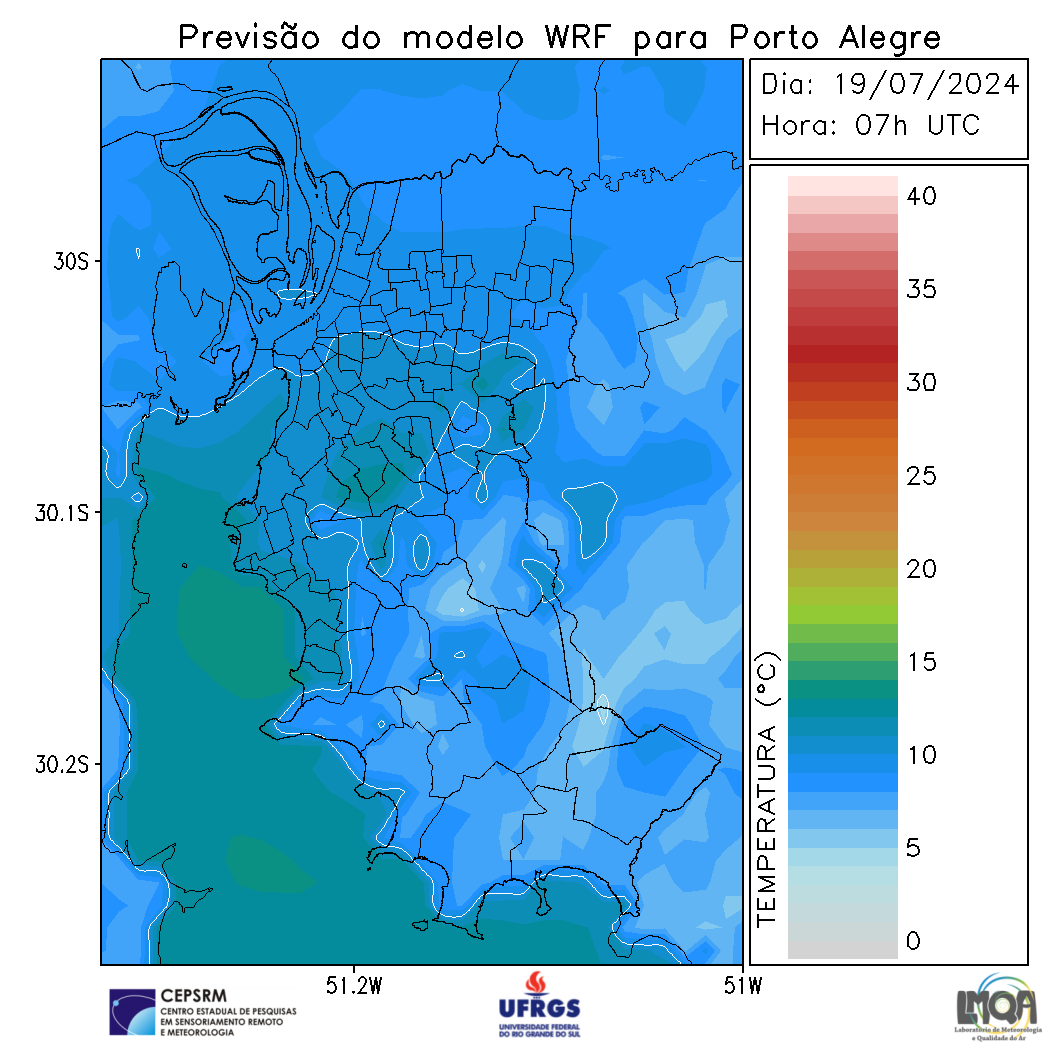 Previsão do modelo WRF para Porto Alegre
Dia: 19/07/2024
Hora: 07h UTC
40
35
30
25
20
15
10
5
0
TEMPERATURA (°C)
30S
30.1S
30.2S
51.2W
51W
CEPSRM
CENTRO ESTADUAL DE PESQUISAS
EM SENSORIAMENTO REMOTO
E METEOROLOGIA
UFRGS
UNIVERSIDADE FEDERAL
DO RIO GRANDE DO SUL
LMQA
Laboratório de Meteorologia
e Qualidade do Ar